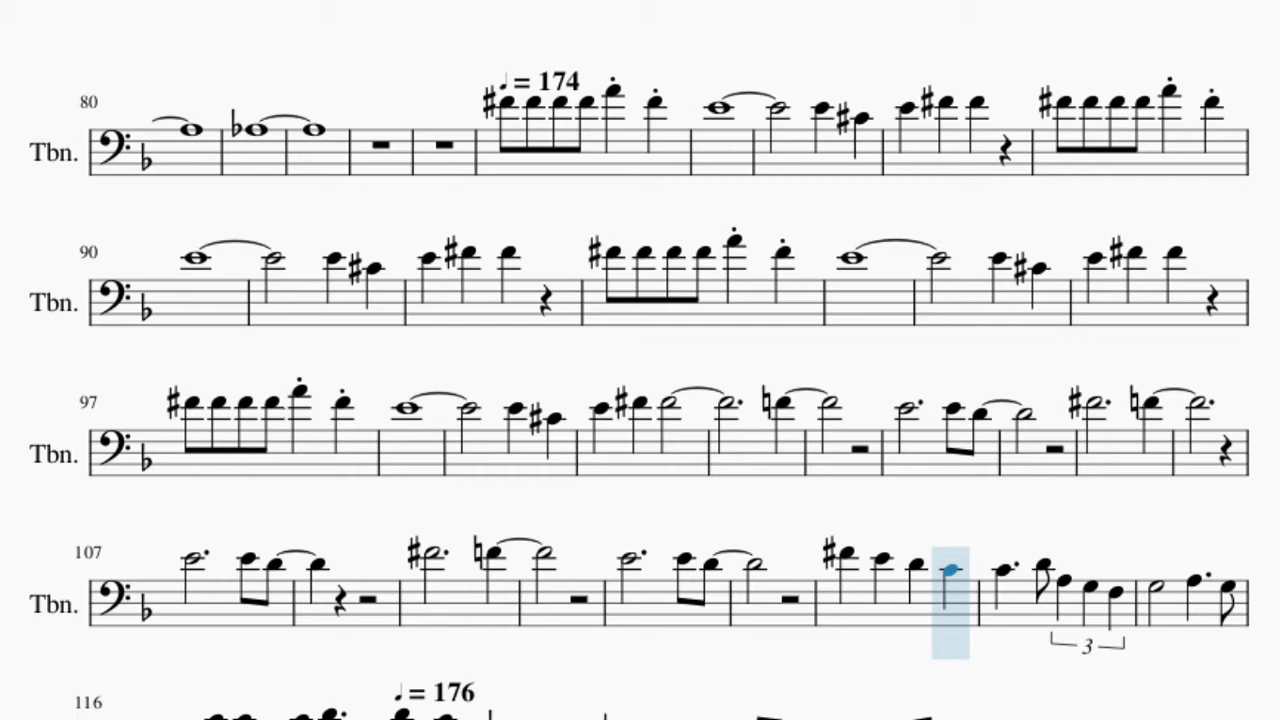 ♩ = 174
80
Tbn.
90
Tbn.
97
Tbn.
107
Tbn.
3
♩ = 176
116